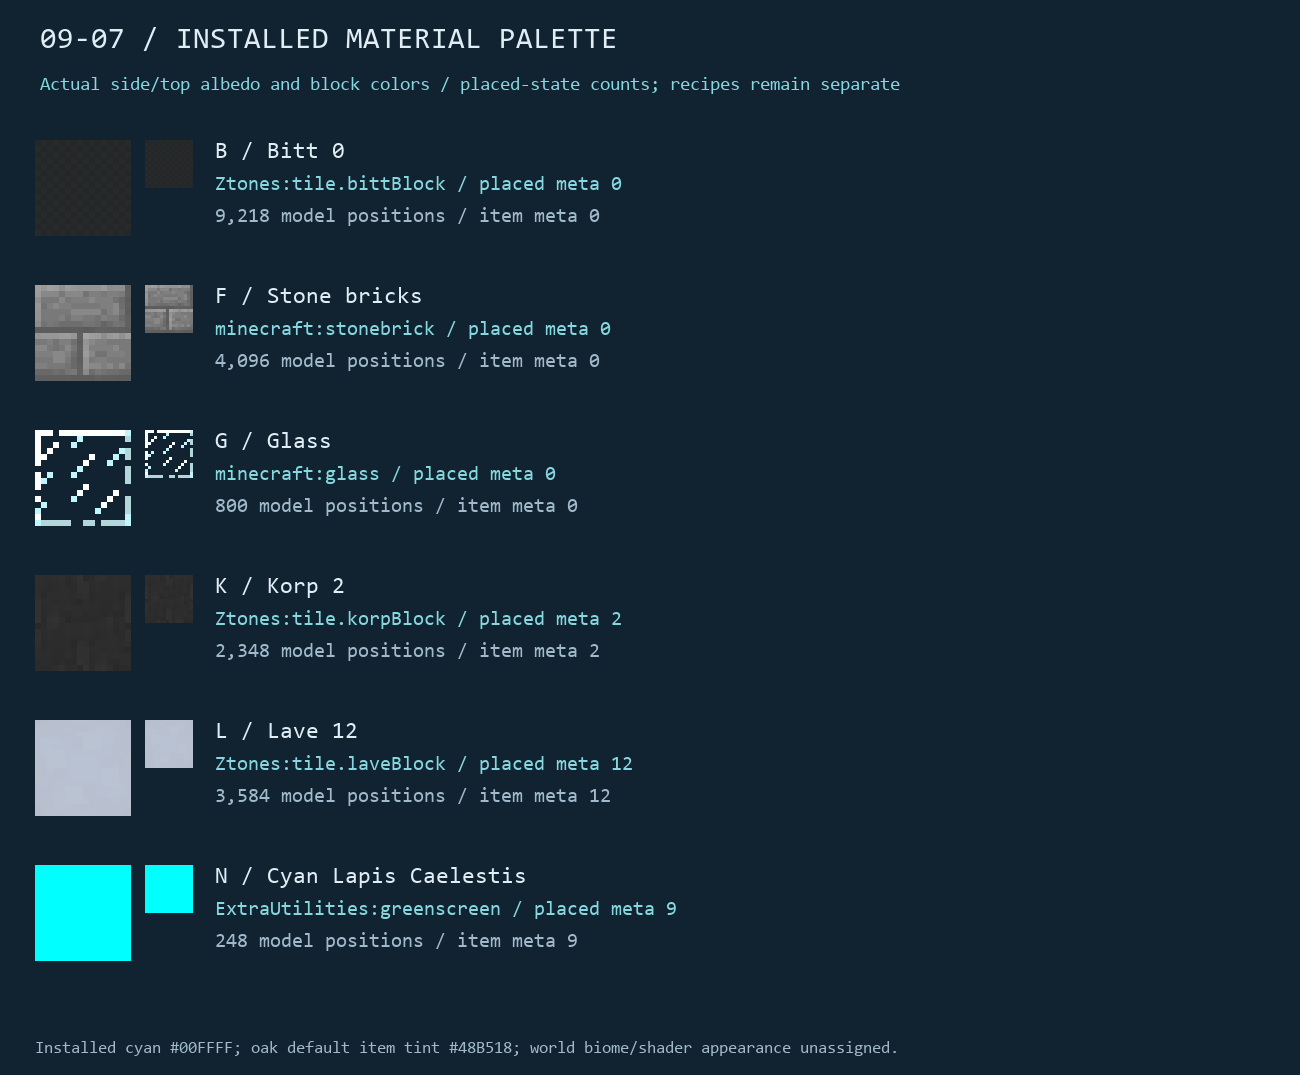 09-07 / INSTALLED MATERIAL PALETTE
Actual side/top albedo and block colors / placed-state counts; recipes remain separate
B / Bitt 0
Ztones:tile.bittBlock / placed meta 0
9,218 model positions / item meta 0
F / Stone bricks
minecraft:stonebrick / placed meta 0
4,096 model positions / item meta 0
G / Glass
minecraft:glass / placed meta 0
800 model positions / item meta 0
K / Korp 2
Ztones:tile.korpBlock / placed meta 2
2,348 model positions / item meta 2
L / Lave 12
Ztones:tile.laveBlock / placed meta 12
3,584 model positions / item meta 12
N / Cyan Lapis Caelestis
ExtraUtilities:greenscreen / placed meta 9
248 model positions / item meta 9
Installed cyan #00FFFF; oak default item tint #48B518; world biome/shader appearance unassigned.